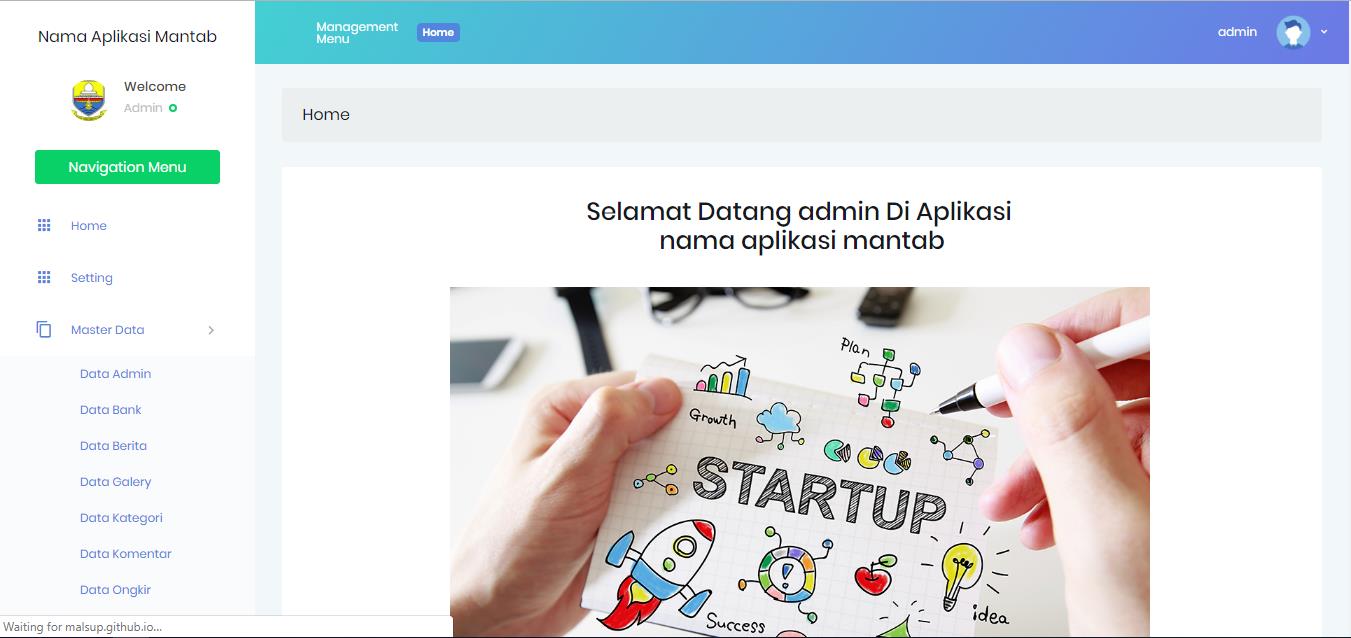 Nama Aplikasi Mantab
Welcome
Admin
Navigation Menu
Home
Setting
Master Data
Data Admin
Data Bank
Data Berita
Data Galery
Data Kategori
Data Komentar
Data Ongkir
Waiting for malsup.github.io...
Management
Menu
Home
admin
Home
Selamat Datang admin Di Aplikasi
nama aplikasi mantab
Plan
Growth
STARTUP
Success
idea